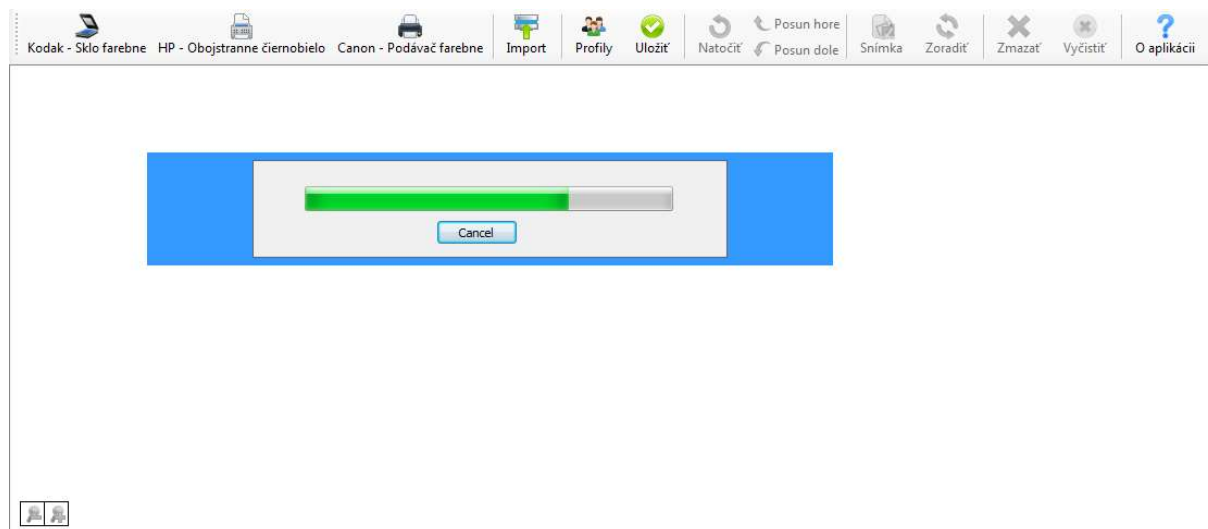 Kodak - Sklo farebne HP - Obojstranne čiernobielo Canon - Podávač farebne Import Profily Uložiť Natočiť Posun hore Posun dole Snímka Zoradiť Zmazať Vyčistiť O aplikácii
Cancel